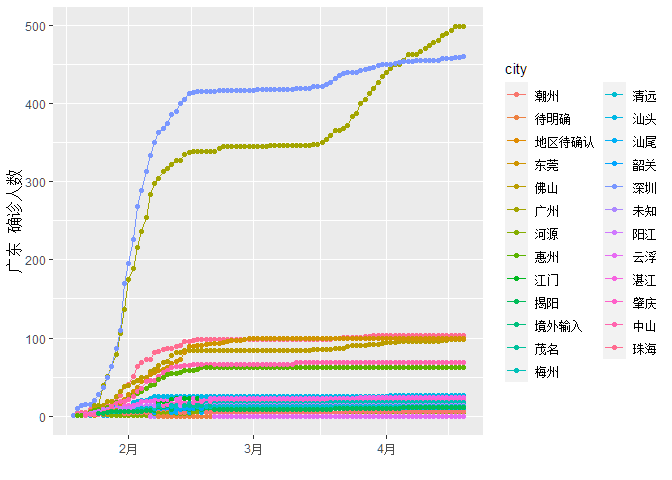 500
400
300
200
100
0
广东 确诊人数
2月
3月
4月
city
潮州
待明确
地区待确认
东莞
佛山
广州
河源
惠州
江门
揭阳
境外输入
茂名
梅州
清远
汕头
汕尾
韶关
深圳
未知
阳江
云浮
湛江
肇庆
中山
珠海